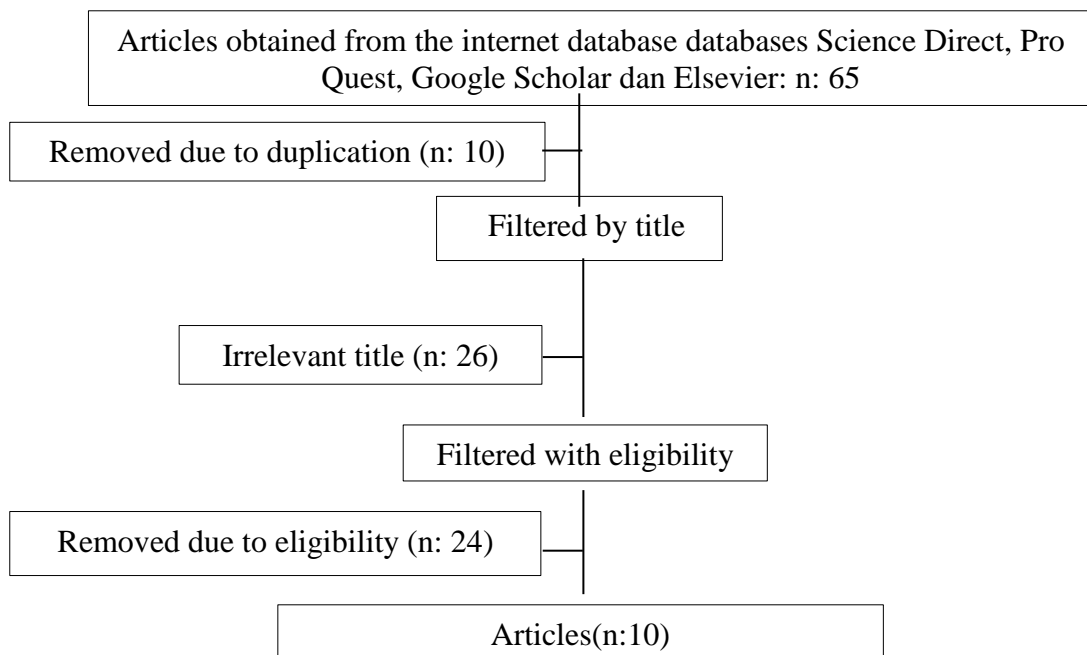 Articles obtained from the internet database databases Science Direct, Pro
Quest, Google Scholar dan Elsevier: n: 65
Removed due to duplication (n: 10)
Filtered by title
Irrelevant title (n: 26)
Filtered with eligibility
Removed due to eligibility (n: 24)
Articles(n:10)